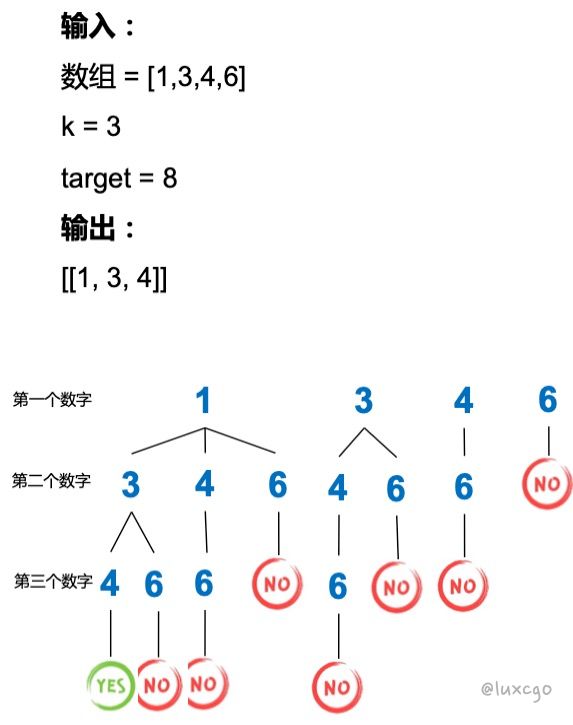 输入：
数组 = [1,3,4,6]
k = 3
target = 8
输出：
[[1, 3, 4]]
第一个数字 1 3 4 6
第二个数字 3 4 6 4 6 6 NO
第三个数字 4 6 6 NO 6 NO NO
YES NO NO NO
@luxcgo